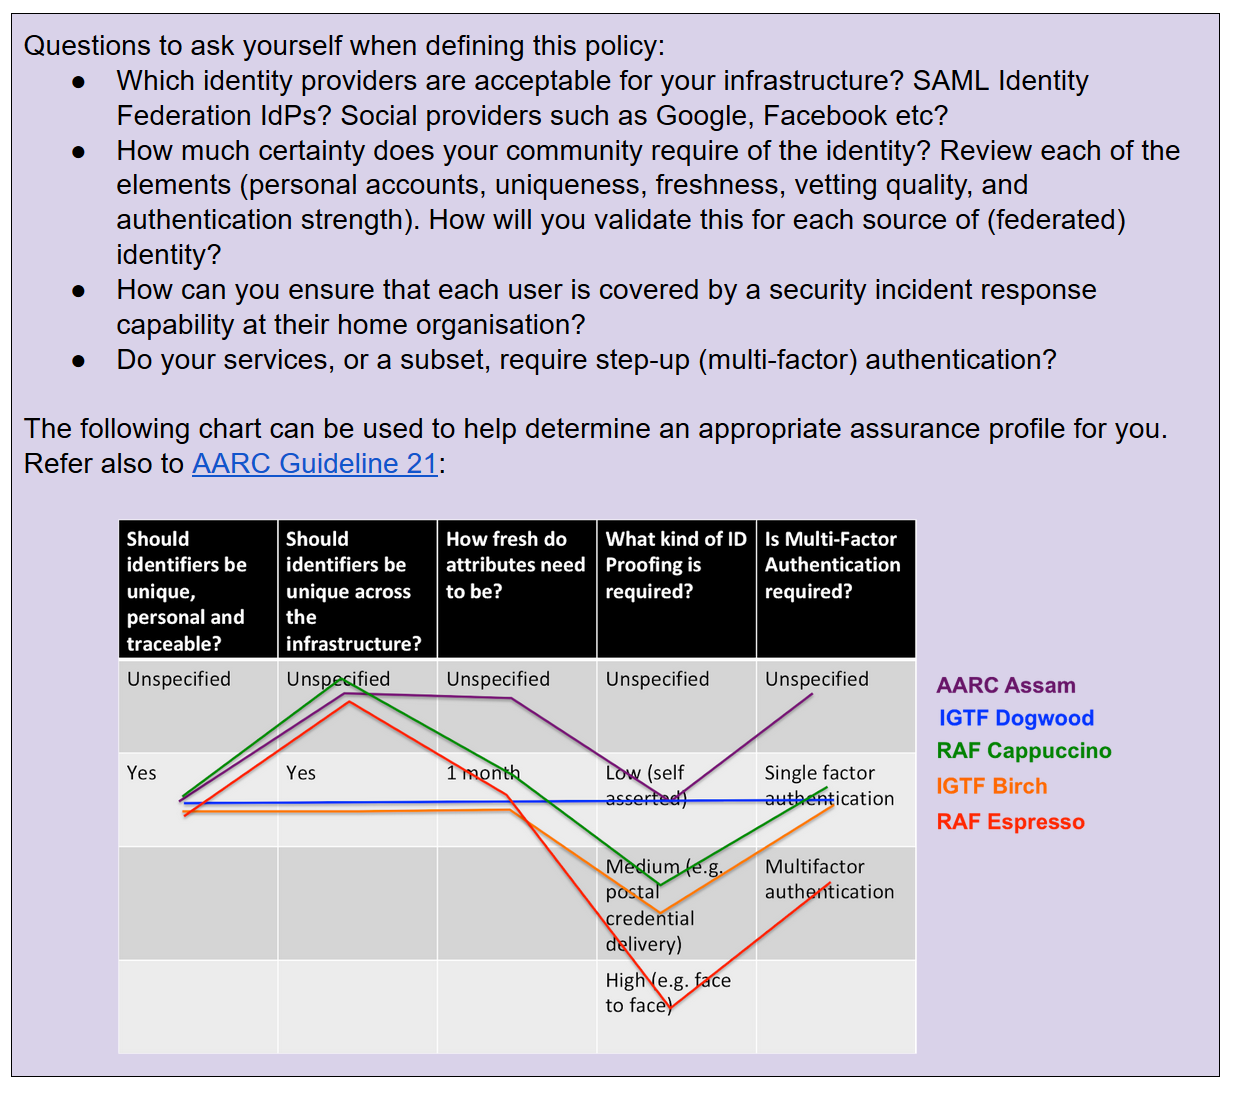 Questions to ask yourself when defining this policy:
● Which identity providers are acceptable for your infrastructure? SAML Identity
Federation IdPs? Social providers such as Google, Facebook etc?
● How much certainty does your community require of the identity? Review each of the
elements (personal accounts, uniqueness, freshness, vetting quality, and
authentication strength). How will you validate this for each source of (federated)
identity?
● How can you ensure that each user is covered by a security incident response
capability at their home organisation?
● Do your services, or a subset, require step-up (multi-factor) authentication?
The following chart can be used to help determine an appropriate assurance profile for you.
Refer also to AARC Guideline 21:
Should
identifiers be
unique,
personal and
traceable?
Should
identifiers be
unique across
the
infrastructure?
How fresh do
attributes need
to be?
What kind of ID
Proofing is
required?
Is Multi-Factor
Authentication
required?
Unspecified
Unspecified
Unspecified
Unspecified
Unspecified
Yes
Yes
1 month
Low (self
asserted)
Single factor
authentication
Medium (e.g.
postal
credential
delivery)
Multifactor
authentication
High (e.g. face
to face)
AARC Assam
IGTF Dogwood
RAF Cappuccino
IGTF Birch
RAF Espresso